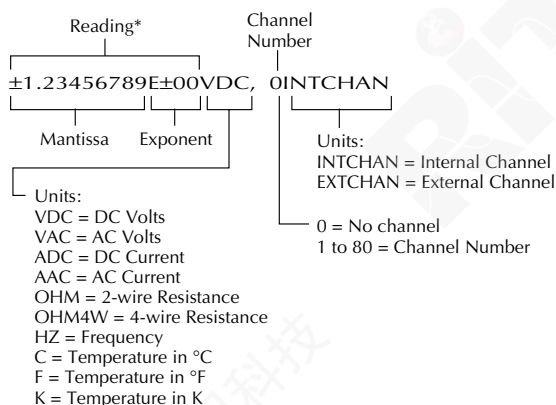 Reading*
Channel
Number
±1.23456789E±00VDC, 0INTCHAN
Mantissa
Exponent
Units:
INTCHAN = Internal Channel
EXTCHAN = External Channel
0 = No channel
1 to 80 = Channel Number
Units:
VDC = DC Volts
VAC = AC Volts
ADC = DC Current
AAC = AC Current
OHM = 2-wire Resistance
OHM4W = 4-wire Resistance
HZ = Frequency
C = Temperature in °C
F = Temperature in °F
K = Temperature in K